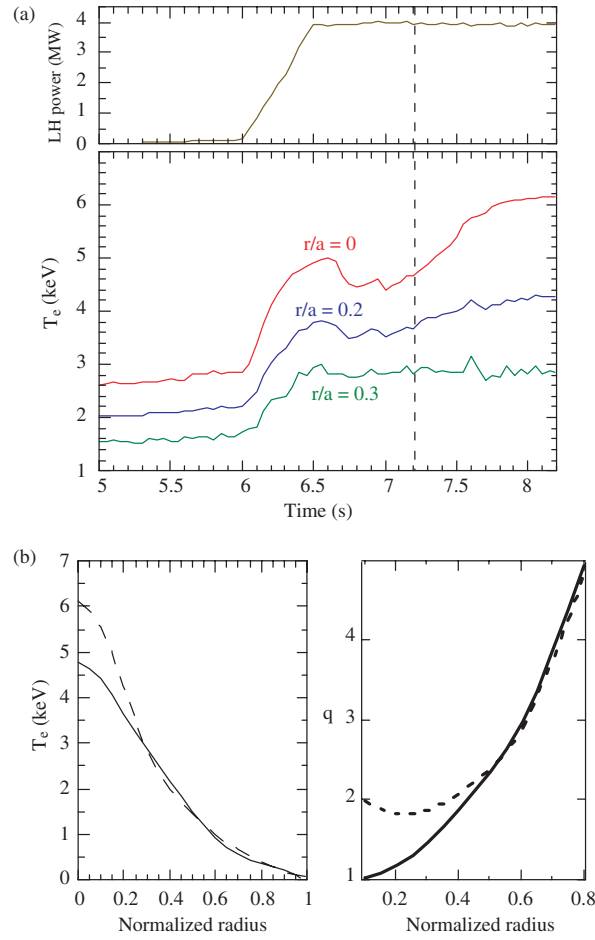 (a)
LH power (MW)
4
3
2
1
0
T_e (keV)
6
5
4
3
2
1
r/a = 0
r/a = 0.2
r/a = 0.3
5 5.5 6 6.5 7 7.5 8
Time (s)
(b)
T_e (keV)
7
6
5
4
3
2
1
0
0 0.2 0.4 0.6 0.8 1
Normalized radius
q
4
3
2
1
0.2 0.4 0.6 0.8
Normalized radius